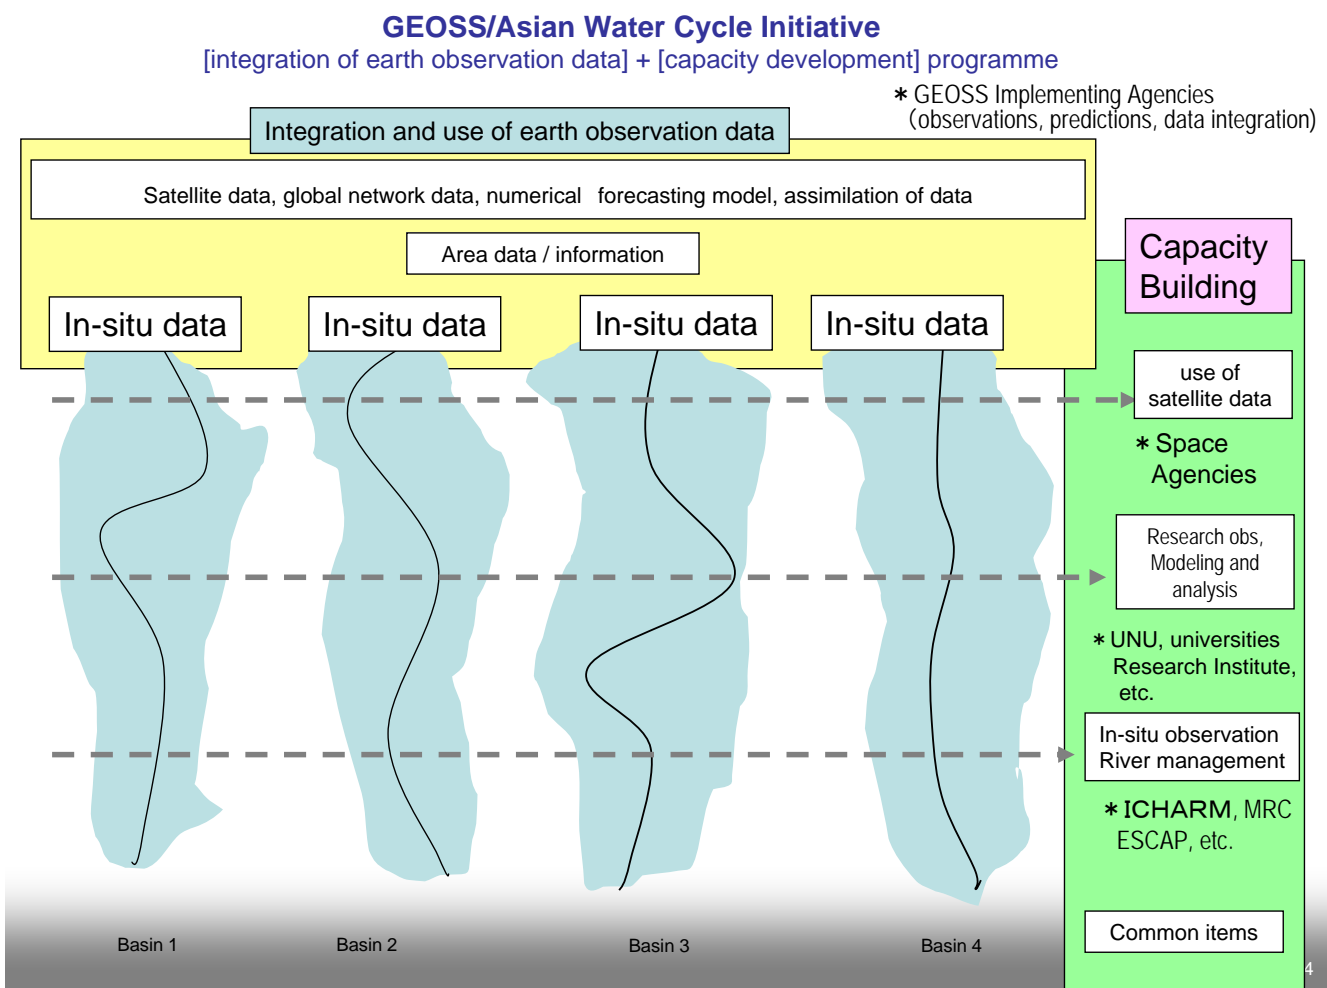 GEOSS/Asian Water Cycle Initiative
[integration of earth observation data] + [capacity development] programme
* GEOSS Implementing Agencies
(observations, predictions, data integration)
Integration and use of earth observation data
Satellite data, global network data, numerical forecasting model, assimilation of data
Area data / information
In-situ data
In-situ data
In-situ data
In-situ data
Capacity
Building
use of
satellite data
* Space
Agencies
Research obs,
Modeling and
analysis
* UNU, universities
Research Institute,
etc.
In-situ observation
River management
* ICHARM, MRC
ESCAP, etc.
Common items
Basin 1
Basin 2
Basin 3
Basin 4
4